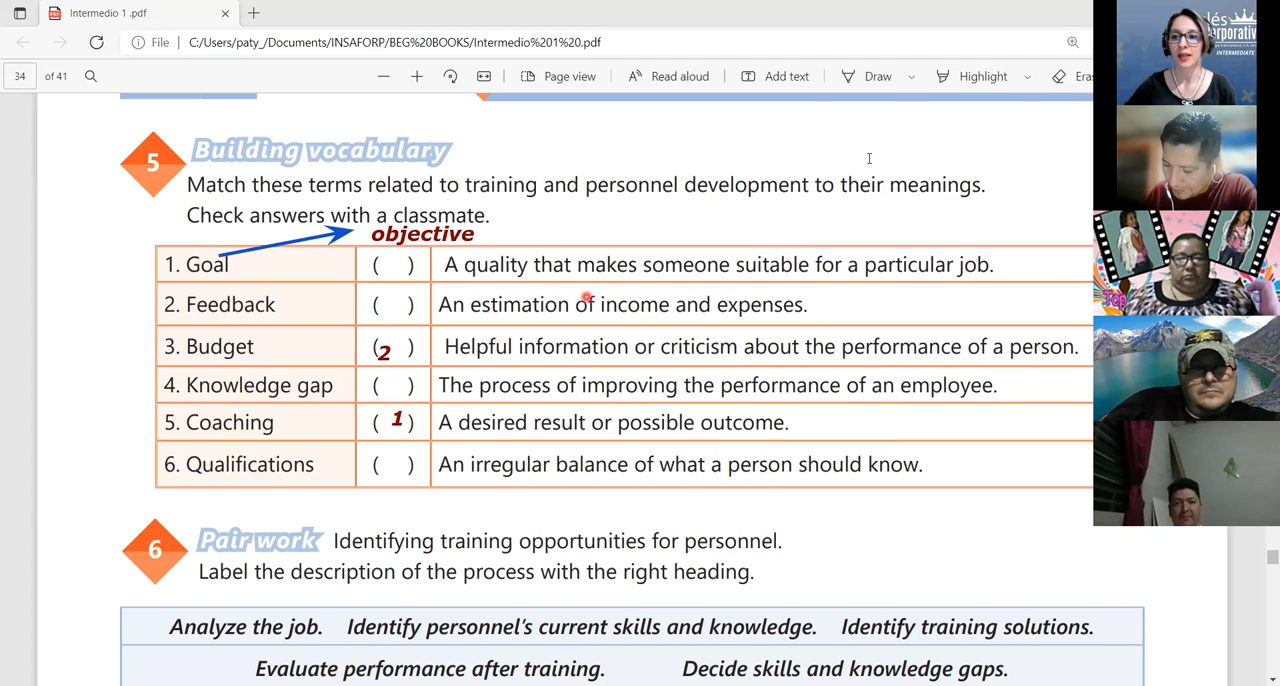 Intermedio 1 .pdf
File C:/Users/paty_/Documents/INSAFORP/BEG%20BOOKS/Intermedio%201%20.pdf
34 of 41 Page view Read aloud Add text Draw Highlight Eras
5 Building vocabulary
Match these terms related to training and personnel development to their meanings.
Check answers with a classmate.
objective
1. Goal ( ) A quality that makes someone suitable for a particular job.
2. Feedback ( ) An estimation of income and expenses.
3. Budget ( 2 ) Helpful information or criticism about the performance of a person.
4. Knowledge gap ( ) The process of improving the performance of an employee.
5. Coaching ( 1 ) A desired result or possible outcome.
6. Qualifications ( ) An irregular balance of what a person should know.
6 Pair work Identifying training opportunities for personnel.
Label the description of the process with the right heading.
Analyze the job. Identify personnel's current skills and knowledge. Identify training solutions.
Evaluate performance after training. Decide skills and knowledge gaps.
lés
orporativ
INTERMEDIATE
Top